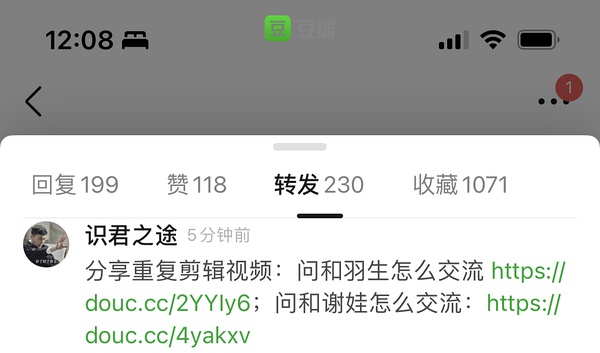 12:08
豆 豆瓣
1
回复 199 赞 118 转发 230 收藏 1071
识君之途 5分钟前
分享重复剪辑视频：问和羽生怎么交流 https://
douc.cc/2YYly6；问和谢娃怎么交流：https://
douc.cc/4yakxv